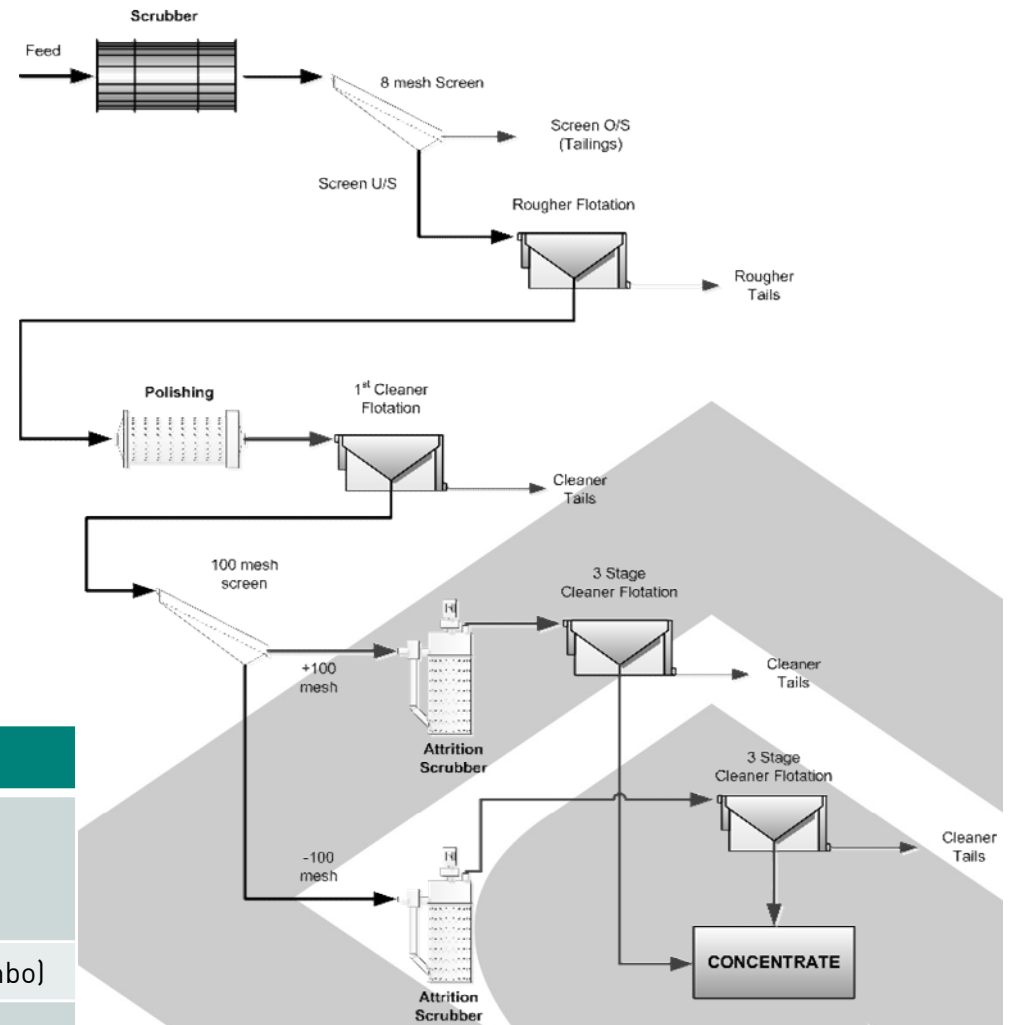 Scrubber
Feed
8 mesh Screen
Screen O/S
(Tailings)
Screen U/S
Rougher Flotation
Rougher
Tails
Polishing
1st Cleaner
Flotation
Cleaner
Tails
100 mesh
screen
3 Stage
Cleaner Flotation
+100
mesh
Cleaner
Tails
Attrition
Scrubber
3 Stage
Cleaner Flotation
Cleaner
Tails
-100
mesh
CONCENTRATE
Attrition
Scrubber